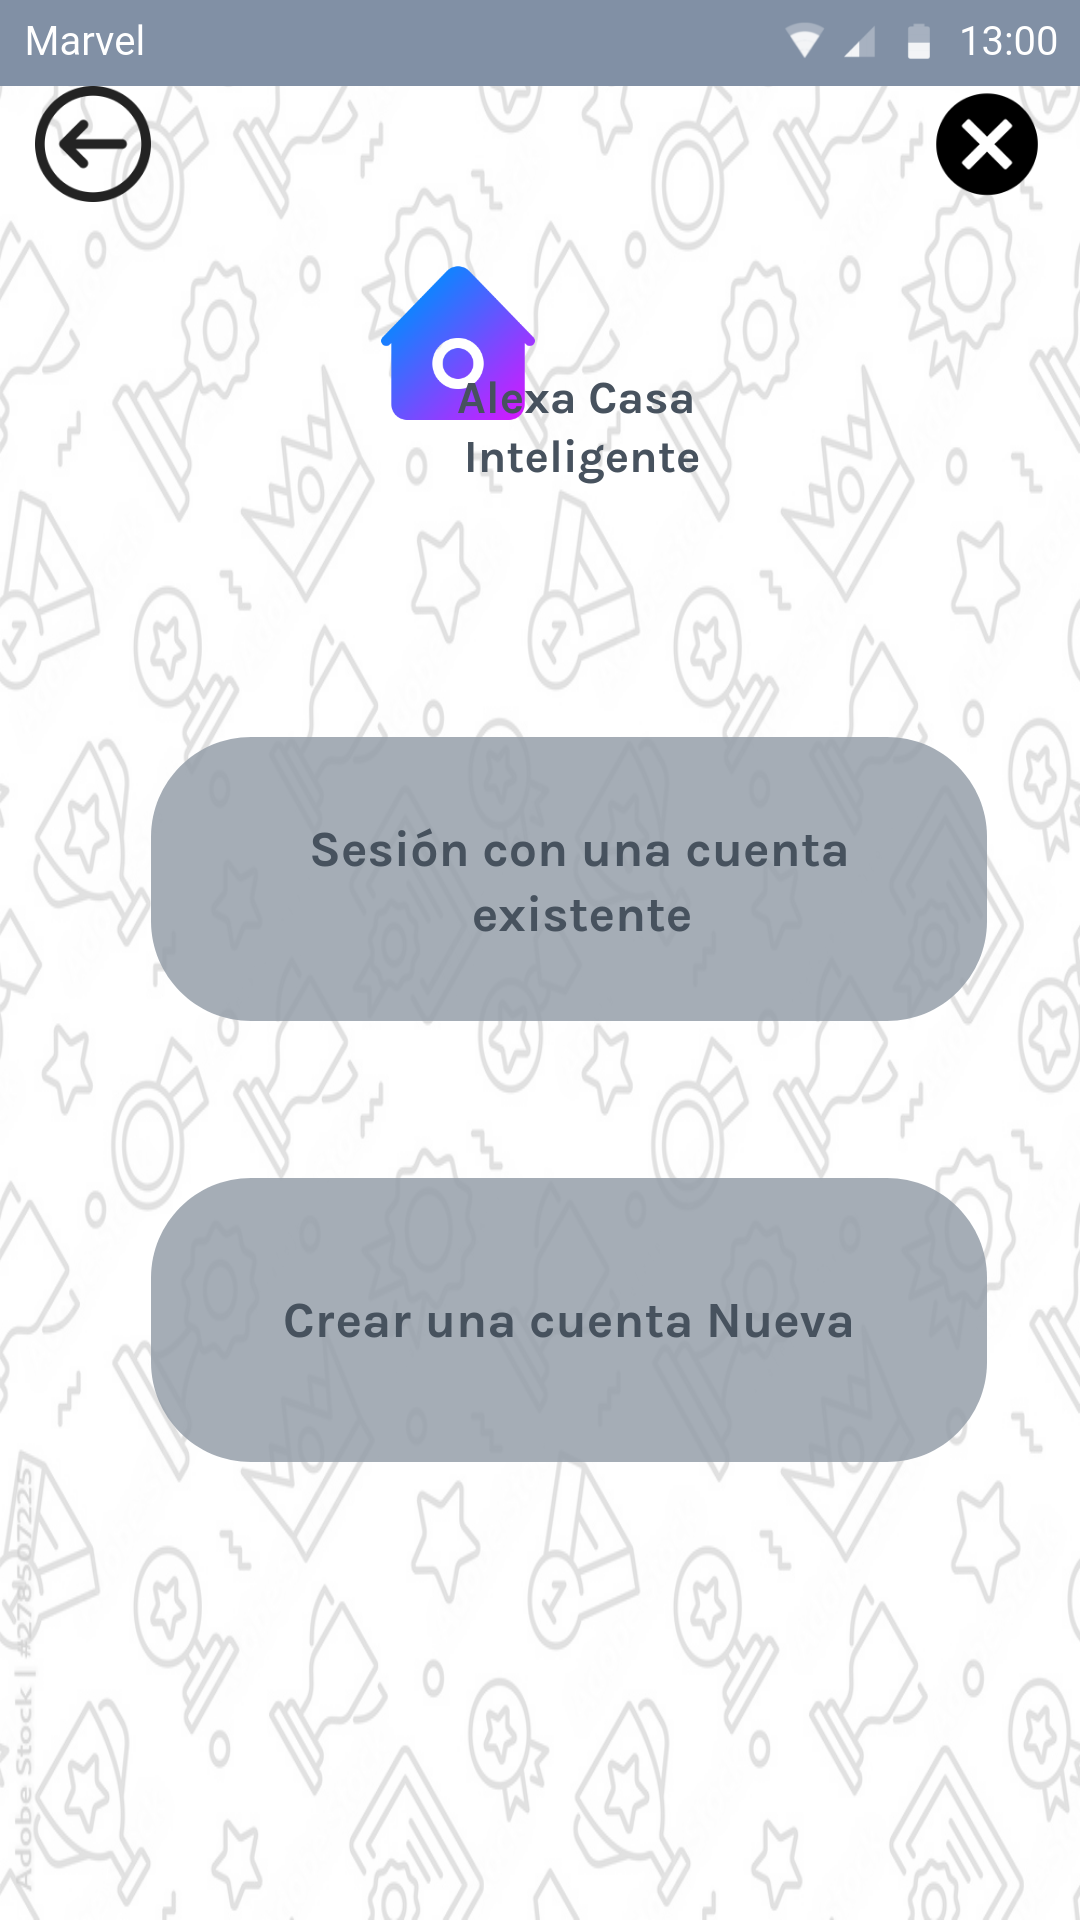 Marvel
13:00
Alexa Casa
Inteligente
Sesión con una cuenta
existente
Crear una cuenta Nueva
Adobe Stock | #278507225